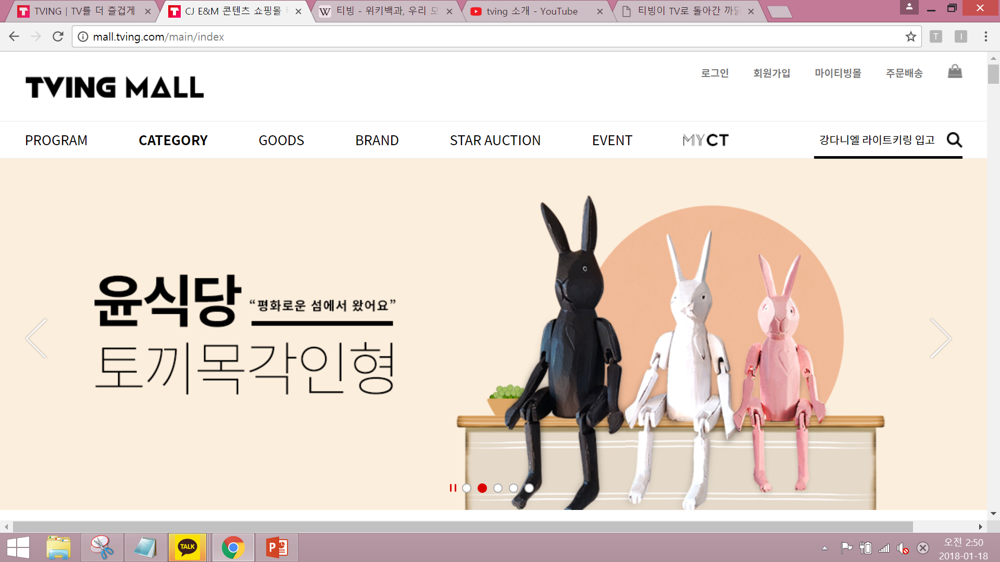 TVING | TV를 더 즐겁게
CJ E&M 콘텐츠 쇼핑몰
티빙 - 위키백과, 우리 모
tving 소개 - YouTube
티빙이 TV로 돌아간 까닭
mall.tving.com/main/index
T
I
TVING MALL
로그인
회원가입
마이티빙몰
주문배송
PROGRAM
CATEGORY
GOODS
BRAND
STAR AUCTION
EVENT
MYCT
강다니엘 라이트키링 입고
윤식당 “평화로운 섬에서 왔어요”
토끼목각인형
TALK
오전 2:50
2018-01-18